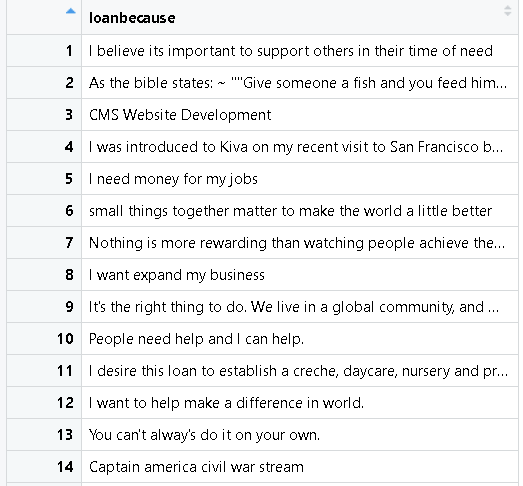 loanbecause
1 I believe its important to support others in their time of need
2 As the bible states: ~ ""Give someone a fish and you feed him...
3 CMS Website Development
4 I was introduced to Kiva on my recent visit to San Francisco b...
5 I need money for my jobs
6 small things together matter to make the world a little better
7 Nothing is more rewarding than watching people achieve the...
8 I want expand my business
9 It's the right thing to do. We live in a global community, and ...
10 People need help and I can help.
11 I desire this loan to establish a creche, daycare, nursery and pr...
12 I want to help make a difference in world.
13 You can't alway's do it on your own.
14 Captain america civil war stream